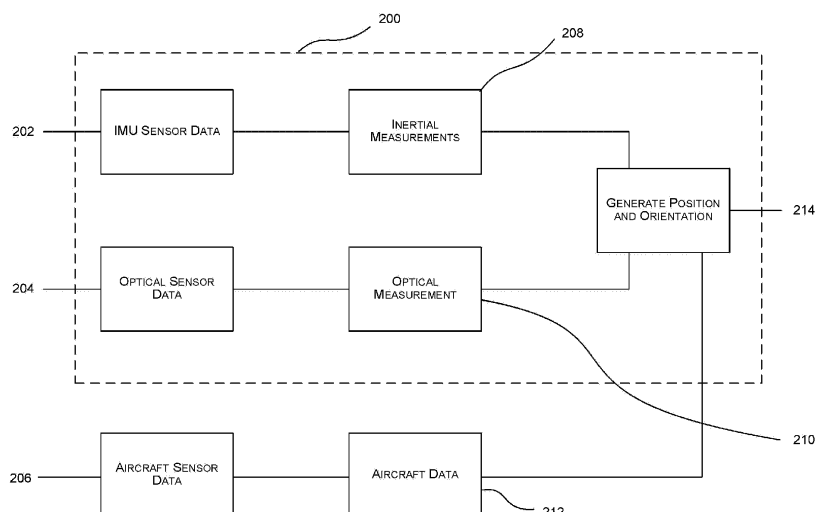 200
208
202
IMU SENSOR DATA
INERTIAL
MEASUREMENTS
GENERATE POSITION
AND ORIENTATION
214
204
OPTICAL SENSOR
DATA
OPTICAL
MEASUREMENT
210
206
AIRCRAFT SENSOR
DATA
AIRCRAFT DATA
212